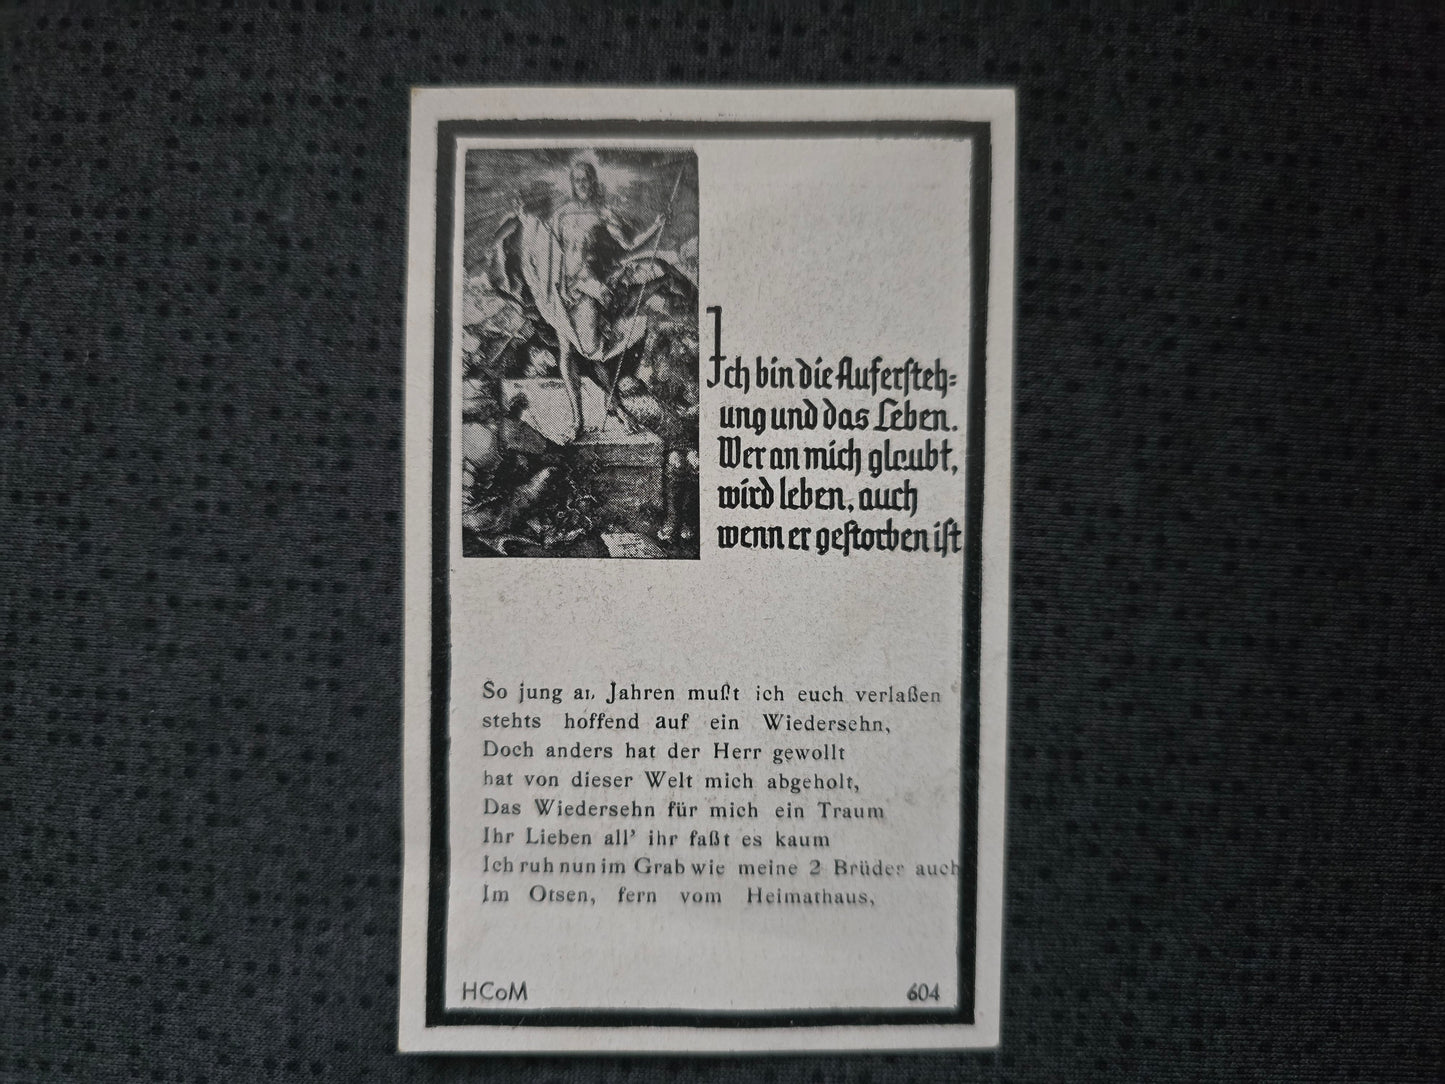 Ich bin die Aufersteh=
ung und das Leben.
Wer an mich glaubt,
wird leben, auch
wenn er gestorben ist
So jung an Jahren mußt ich euch verlaßen
stehts hoffend auf ein Wiedersehn,
Doch anders hat der Herr gewollt
hat von dieser Welt mich abgeholt,
Das Wiedersehn für mich ein Traum
Ihr Lieben all' ihr faßt es kaum
Ich ruh nun im Grab wie meine 2 Brüder auch
Im Otsen, fern vom Heimathaus,
HCoM
604